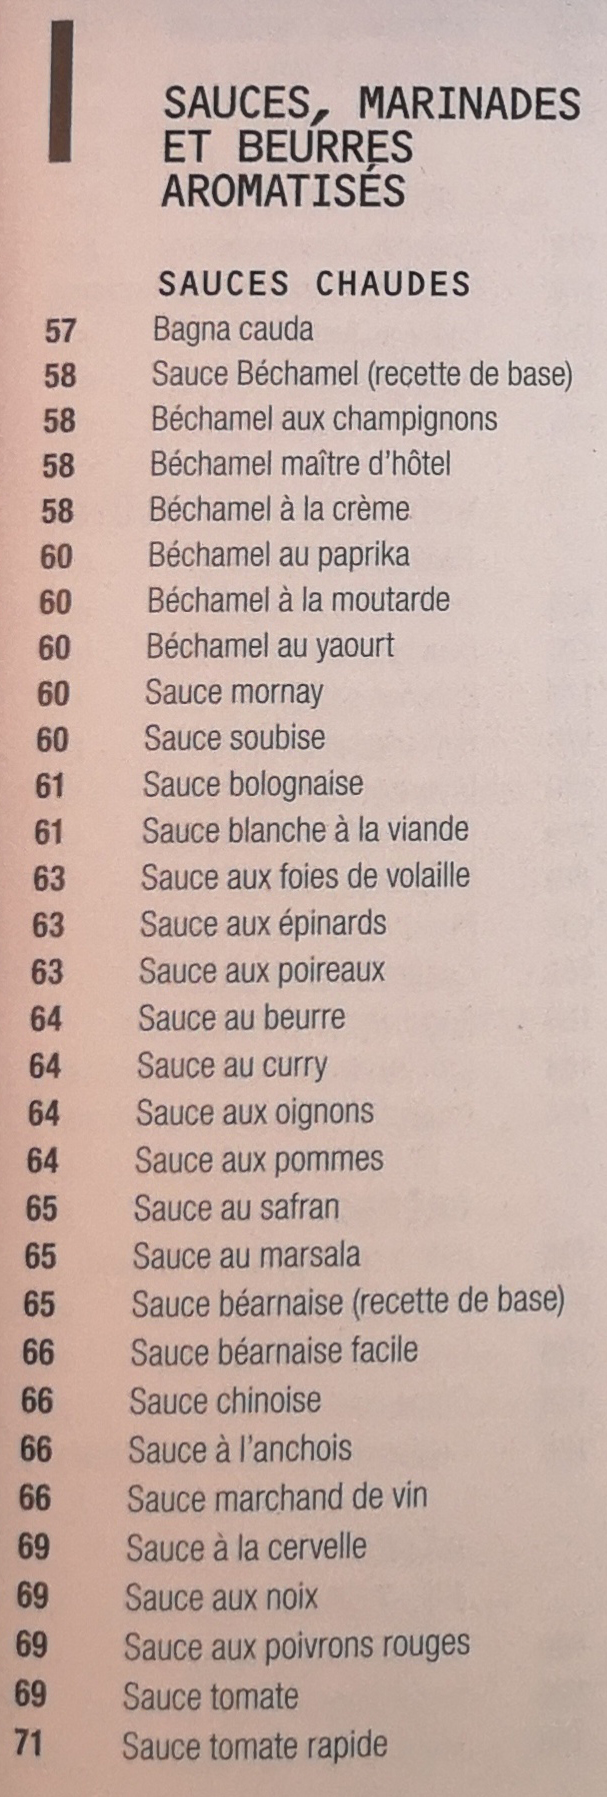 SAUCES, MARINADES
ET BEURRES
AROMATISÉS
SAUCES CHAUDES
57 Bagna cauda
58 Sauce Béchamel (recette de base)
58 Béchamel aux champignons
58 Béchamel maître d'hôtel
58 Béchamel à la crème
60 Béchamel au paprika
60 Béchamel à la moutarde
60 Béchamel au yaourt
60 Sauce mornay
60 Sauce soubise
61 Sauce bolognaise
61 Sauce blanche à la viande
63 Sauce aux foies de volaille
63 Sauce aux épinards
63 Sauce aux poireaux
64 Sauce au beurre
64 Sauce au curry
64 Sauce aux oignons
64 Sauce aux pommes
65 Sauce au safran
65 Sauce au marsala
65 Sauce béarnaise (recette de base)
66 Sauce béarnaise facile
66 Sauce chinoise
66 Sauce à l'anchois
66 Sauce marchand de vin
69 Sauce à la cervelle
69 Sauce aux noix
69 Sauce aux poivrons rouges
69 Sauce tomate
71 Sauce tomate rapide